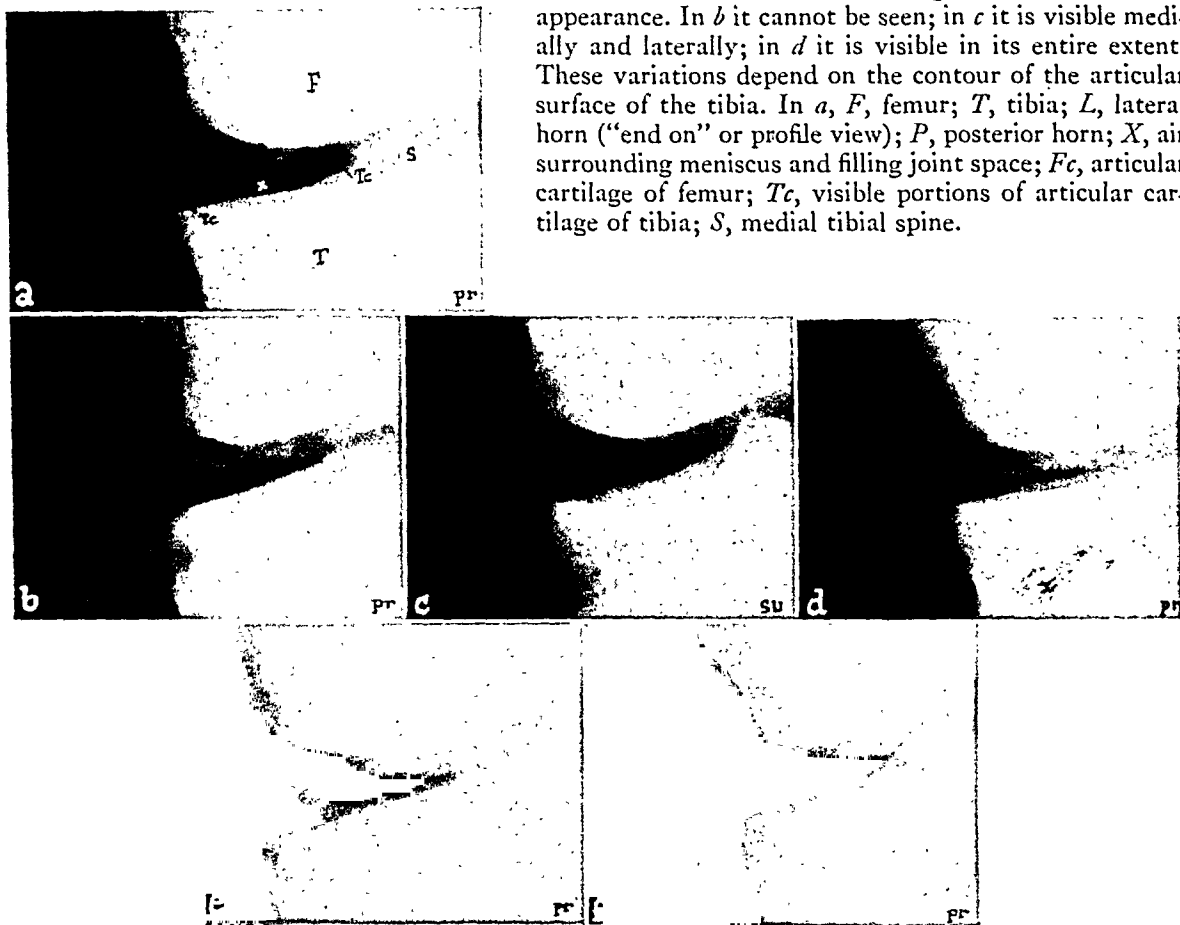 appearance. In b it cannot be seen; in c it is visible medi-
ally and laterally; in d it is visible in its entire extent
These variations depend on the contour of the articular
surface of the tibia. In a, F, femur; T, tibia; L, latera
horn ("end on" or profile view); P, posterior horn; X, air
surrounding meniscus and filling joint space; Fc, articular
cartilage of femur; Tc, visible portions of articular car-
tilage of tibia; S, medial tibial spine.
F
S
Tc
x
Tc
T
a
pr
b
pr
c
su
d
pr
pr
pr